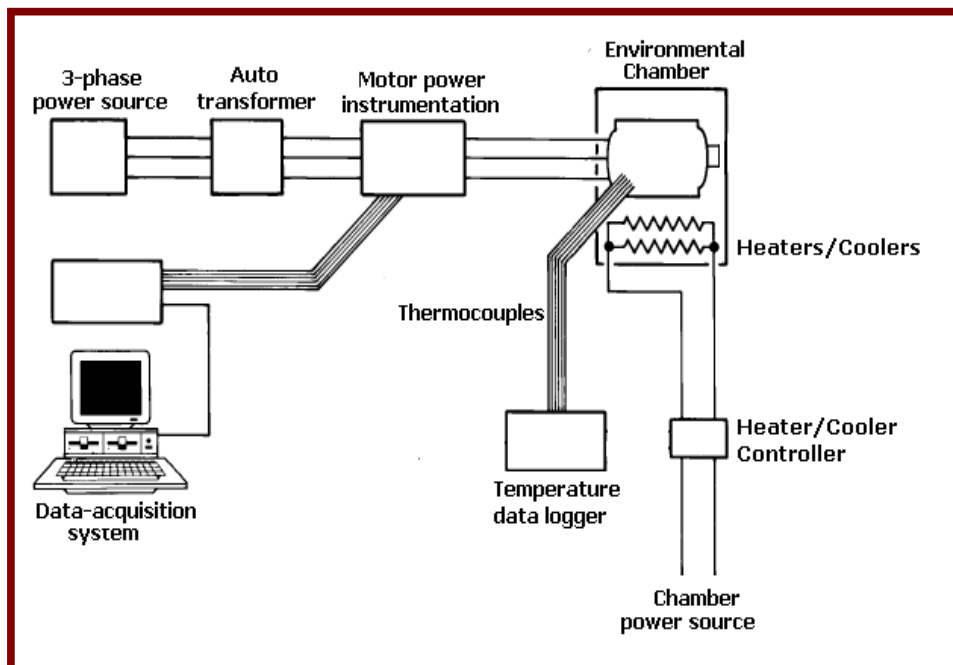 3-phase
power source
Auto
transformer
Motor power
instrumentation
Environmental
Chamber
Heaters/Coolers
Thermocouples
Heater/Cooler
Controller
Temperature
data logger
Data-acquisition
system
Chamber
power source